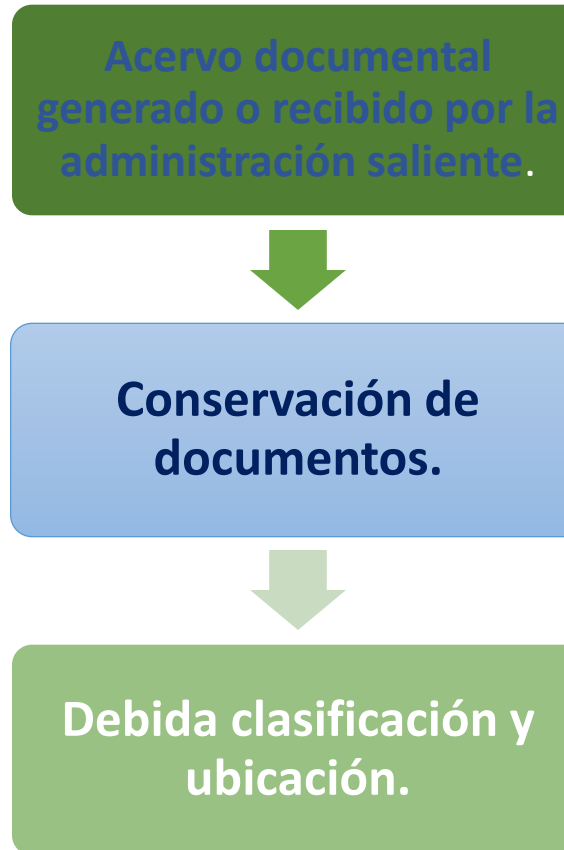 Acervo documental
generado o recibido por la
administración saliente.
Conservación de
documentos.
Debida clasificación y
ubicación.